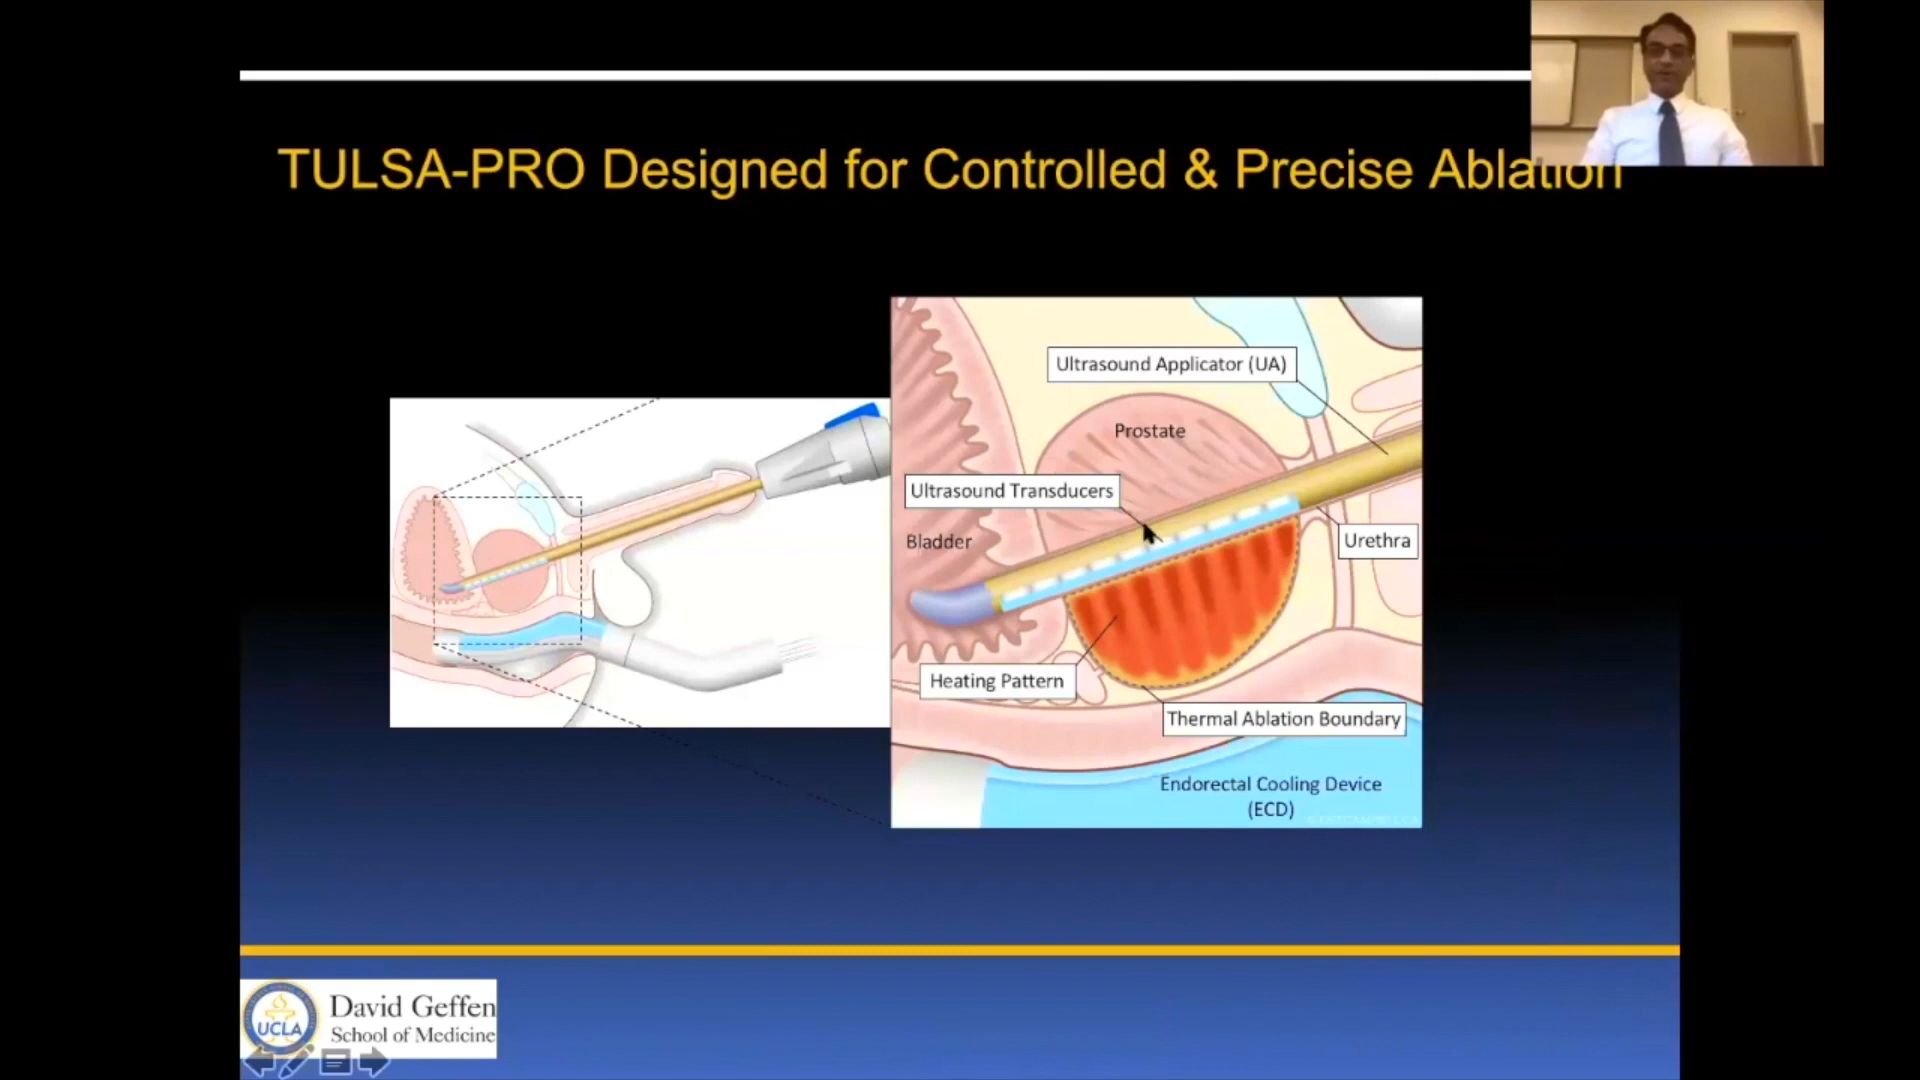 TULSA-PRO Designed for Controlled & Precise Ablation
Ultrasound Applicator (UA)
Prostate
Ultrasound Transducers
Bladder
Urethra
Heating Pattern
Thermal Ablation Boundary
Endorectal Cooling Device
(ECD)
David Geffen
School of Medicine
UCLA